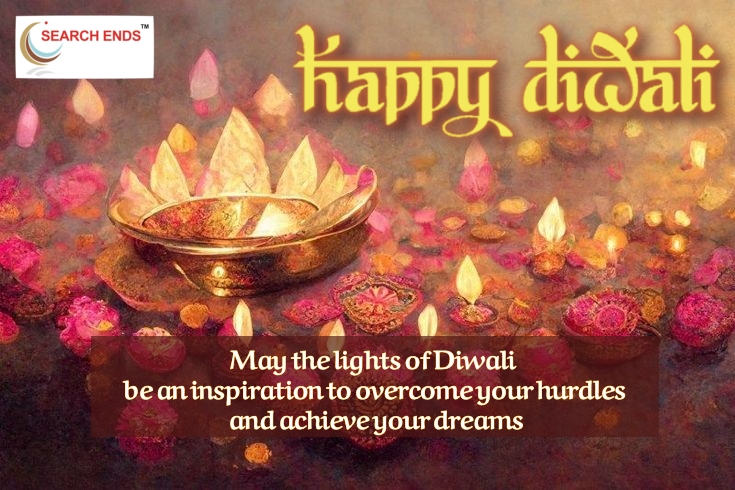 SEARCH ENDS™
happy diwali
May the lights of Diwali
be an inspiration to overcome your hurdles
and achieve your dreams